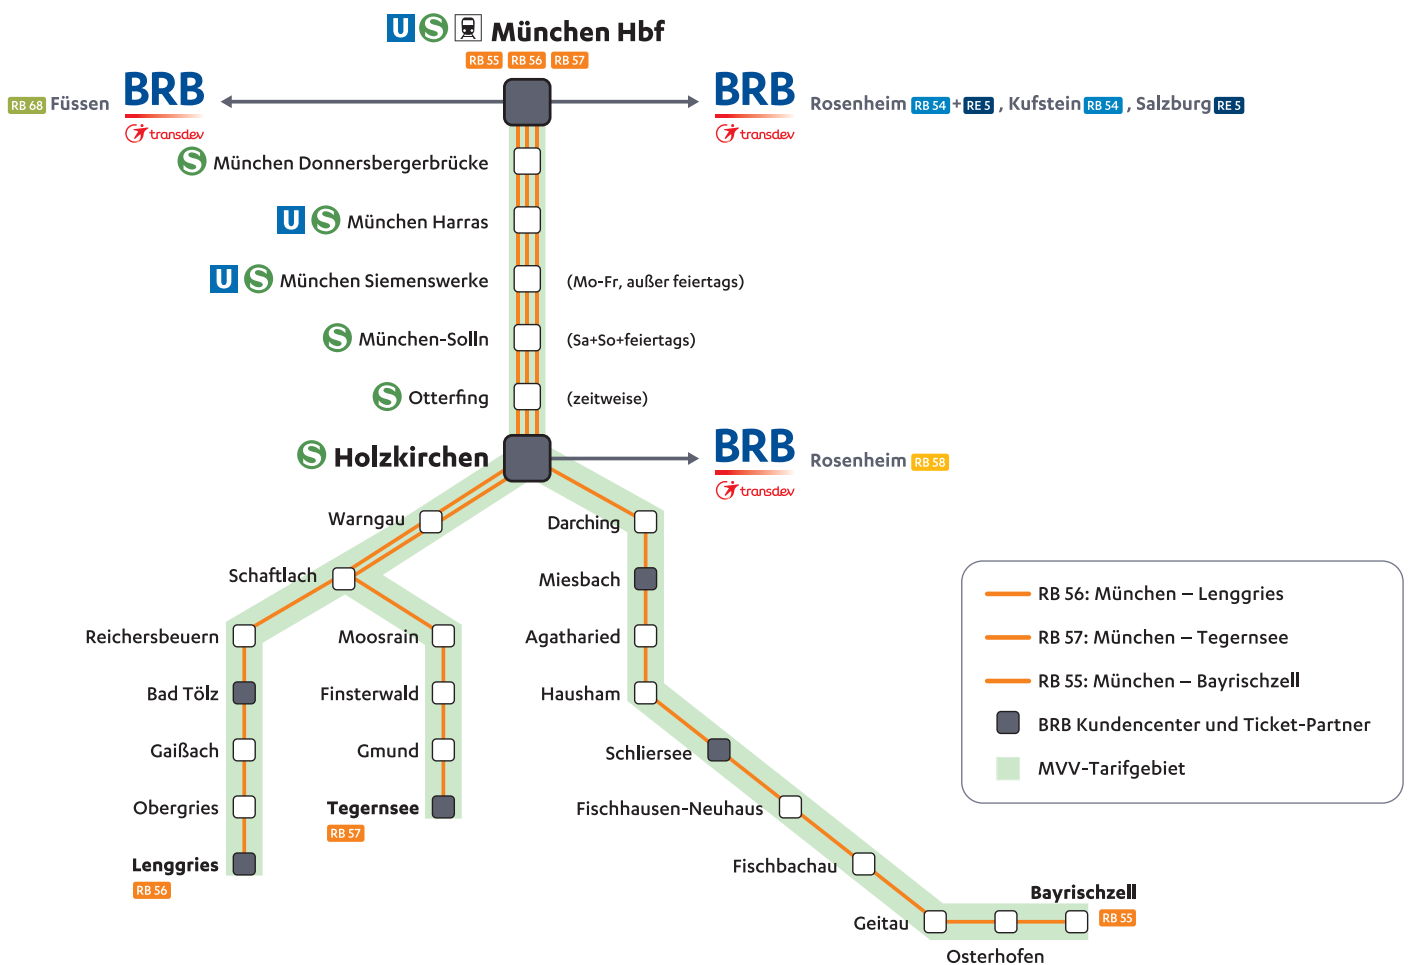 U S München Hbf
RB 55 RB 56 RB 57
RB 68 Füssen BRB transdev
BRB transdev Rosenheim RB 54 + RE 5 , Kufstein RB 54 , Salzburg RE 5
S München Donnersbergerbrücke
U S München Harras
U S München Siemenswerke (Mo-Fr, außer feiertags)
S München-Solln (Sa+So+feiertags)
S Otterfing (zeitweise)
S Holzkirchen
BRB transdev Rosenheim RB 58
Warngau
Schaftlach
Reichersbeuern
Bad Tölz
Gaißach
Obergries
Lenggries
RB 56
Moosrain
Finsterwald
Gmund
Tegernsee
RB 57
Darching
Miesbach
Agatharied
Hausham
Schliersee
Fischhausen-Neuhaus
Fischbachau
Geitau
Osterhofen
Bayrischzell
RB 55
RB 56: München – Lenggries
RB 57: München – Tegernsee
RB 55: München – Bayrischzell
BRB Kundencenter und Ticket-Partner
MVV-Tarifgebiet